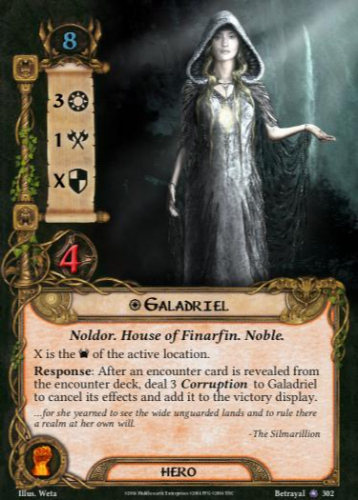 8
3
1
X
4
GALADRIEL
Noldor. House of Finarfin. Noble.
X is the of the active location.
Response: After an encounter card is revealed from
the encounter deck, deal 3 Corruption to Galadriel
to cancel its effects and add it to the victory display.
...for she yearned to see the wide unguarded lands and to rule there
a realm at her own will.
-The Silmarillion
HERO
Illus. Weta
Betrayal 302